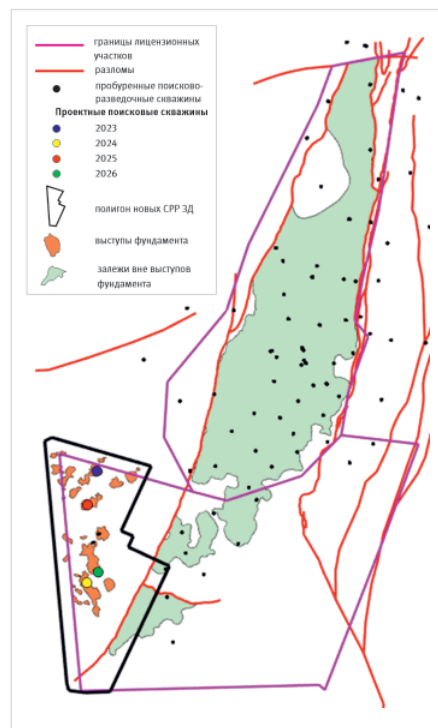 границы лицензионных
участков
разломы
пробуренные поисково-
разведочные скважины
Проектные поисковые скважины
2023
2024
2025
2026
полигон новых СРР 3Д
выступы фундамента
залежи вне выступов
фундамента